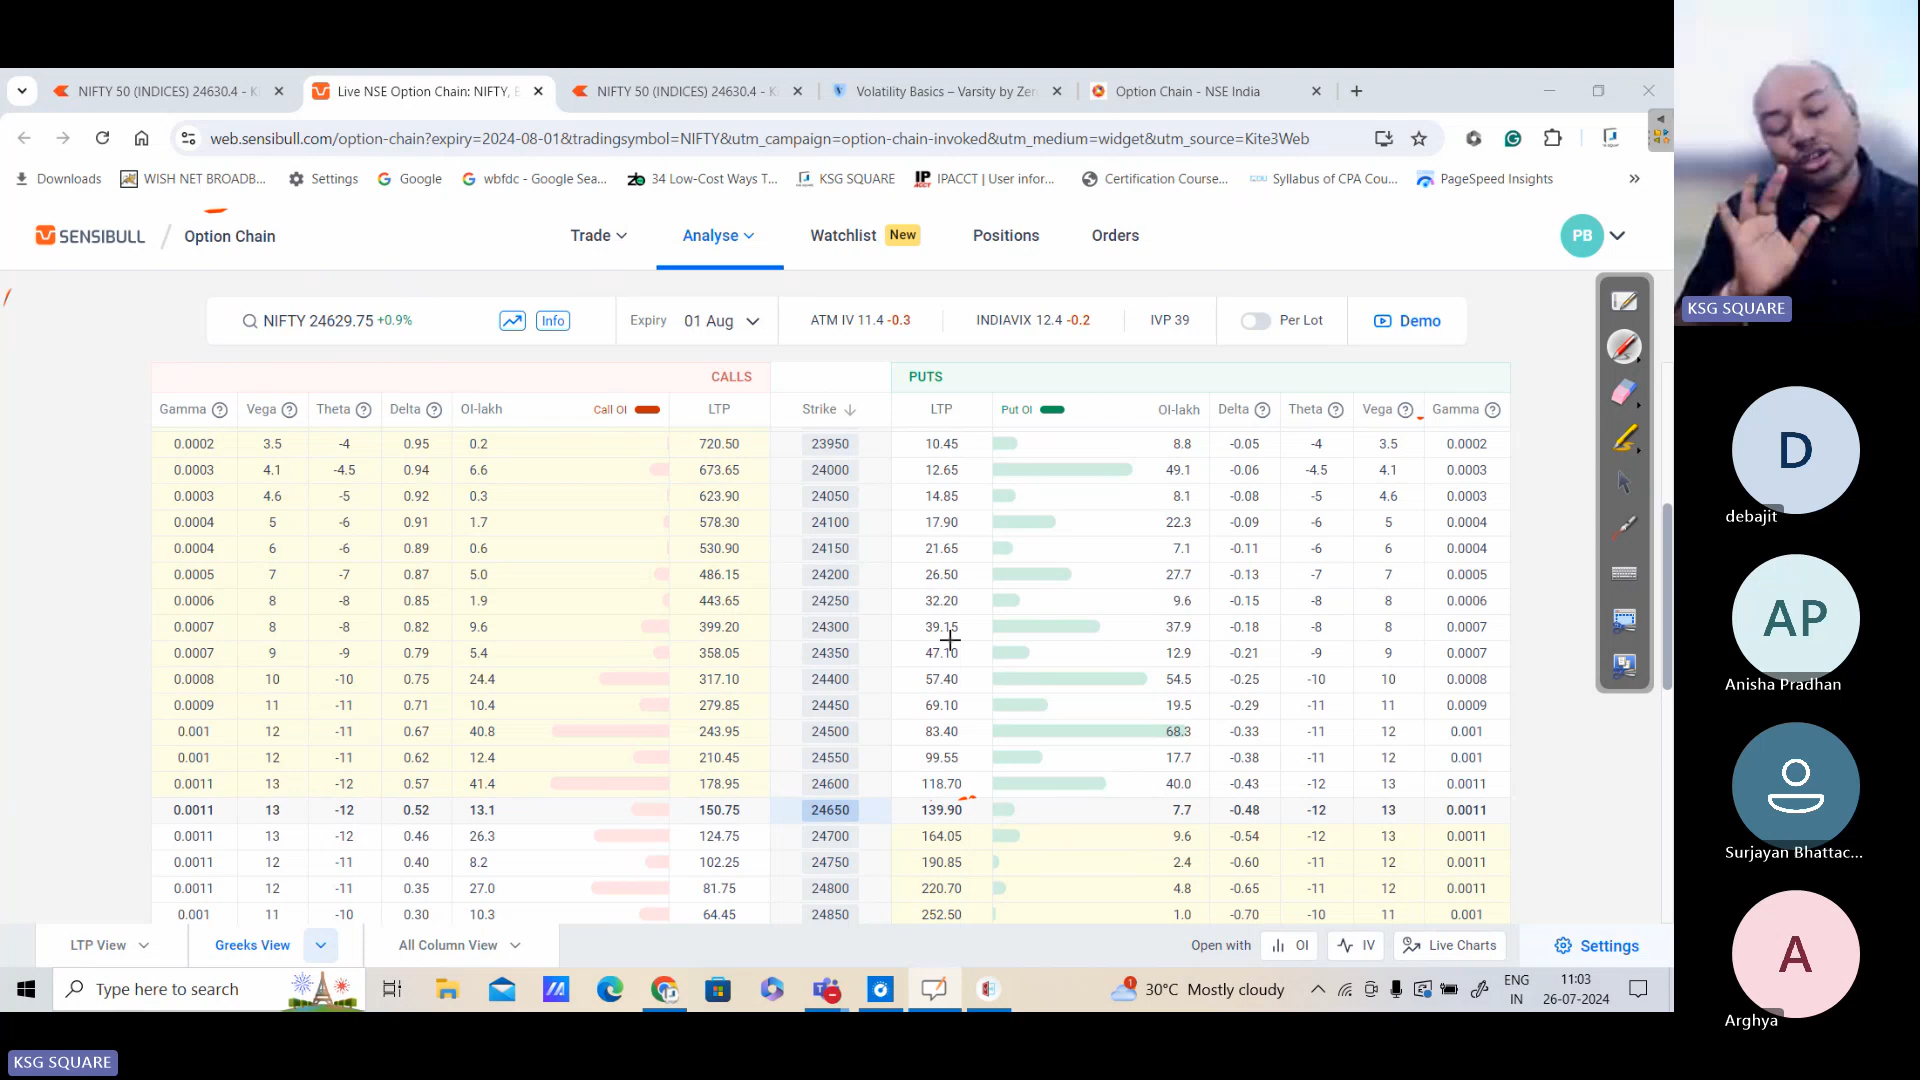 NIFTY 50 (INDICES) 24630.4 - Ki
Live NSE Option Chain: NIFTY, B
NIFTY 50 (INDICES) 24630.4 - K
Volatility Basics – Varsity by Zer
Option Chain - NSE India
web.sensibull.com/option-chain?expiry=2024-08-01&tradingsymbol=NIFTY&utm_campaign=option-chain-invoked&utm_medium=widget&utm_source=Kite3Web
Downloads WISH NET BROADB... Settings Google wbfdc - Google Sea... 34 Low-Cost Ways T... KSG SQUARE IPACCT | User infor... Certification Course... Syllabus of CPA Cou... PageSpeed Insights »
SENSIBULL / Option Chain Trade Analyse Watchlist New Positions Orders PB
NIFTY 24629.75 +0.9% Info Expiry 01 Aug ATM IV 11.4 -0.3 INDIAVIX 12.4 -0.2 IVP 39 Per Lot Demo
CALLS PUTS
Gamma Vega Theta Delta OI-lakh Call OI LTP Strike LTP Put OI OI-lakh Delta Theta Vega Gamma
0.0002 3.5 -4 0.95 0.2 720.50 23950 10.45 8.8 -0.05 -4 3.5 0.0002
0.0003 4.1 -4.5 0.94 6.6 673.65 24000 12.65 49.1 -0.06 -4.5 4.1 0.0003
0.0003 4.6 -5 0.92 0.3 623.90 24050 14.85 8.1 -0.08 -5 4.6 0.0003
0.0004 5 -6 0.91 1.7 578.30 24100 17.90 22.3 -0.09 -6 5 0.0004
0.0004 6 -6 0.89 0.6 530.90 24150 21.65 7.1 -0.11 -6 6 0.0004
0.0005 7 -7 0.87 5.0 486.15 24200 26.50 27.7 -0.13 -7 7 0.0005
0.0006 8 -8 0.85 1.9 443.65 24250 32.20 9.6 -0.15 -8 8 0.0006
0.0007 8 -8 0.82 9.6 399.20 24300 39.15 37.9 -0.18 -8 8 0.0007
0.0007 9 -9 0.79 5.4 358.05 24350 47.10 12.9 -0.21 -9 9 0.0007
0.0008 10 -10 0.75 24.4 317.10 24400 57.40 54.5 -0.25 -10 10 0.0008
0.0009 11 -11 0.71 10.4 279.85 24450 69.10 19.5 -0.29 -11 11 0.0009
0.001 12 -11 0.67 40.8 243.95 24500 83.40 68.3 -0.33 -11 12 0.001
0.001 12 -11 0.62 12.4 210.45 24550 99.55 17.7 -0.38 -11 12 0.001
0.0011 13 -12 0.57 41.4 178.95 24600 118.70 40.0 -0.43 -12 13 0.0011
0.0011 13 -12 0.52 13.1 150.75 24650 139.90 7.7 -0.48 -12 13 0.0011
0.0011 13 -12 0.46 26.3 124.75 24700 164.05 9.6 -0.54 -12 13 0.0011
0.0011 12 -11 0.40 8.2 102.25 24750 190.85 2.4 -0.60 -11 12 0.0011
0.0011 12 -11 0.35 27.0 81.75 24800 220.70 4.8 -0.65 -11 12 0.0011
0.001 11 -10 0.30 10.3 64.45 24850 252.50 1.0 -0.70 -10 11 0.001
LTP View Greeks View All Column View Open with OI IV Live Charts Settings
Type here to search 30°C Mostly cloudy ENG IN 11:03 26-07-2024
KSG SQUARE
KSG SQUARE
D
debajit
AP
Anisha Pradhan
Surjayan Bhattac...
A
Arghya